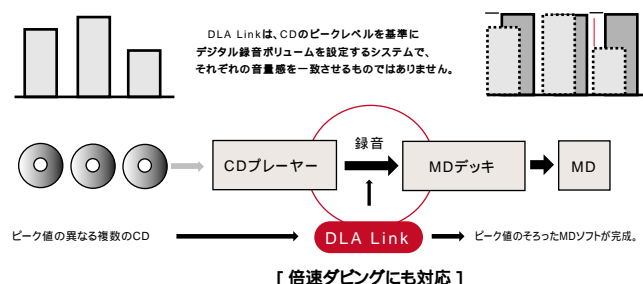 DLA Linkは、CDのピークレベルを基準に
デジタル録音ボリュームを設定するシステムで、
それぞれの音量感を一致させるものではありません。
録音
CDプレーヤー
MDデッキ
MD
ピーク値の異なる複数のCD
DLA Link
ピーク値のそろったMDソフトが完成。
[ 倍速ダビングにも対応 ]